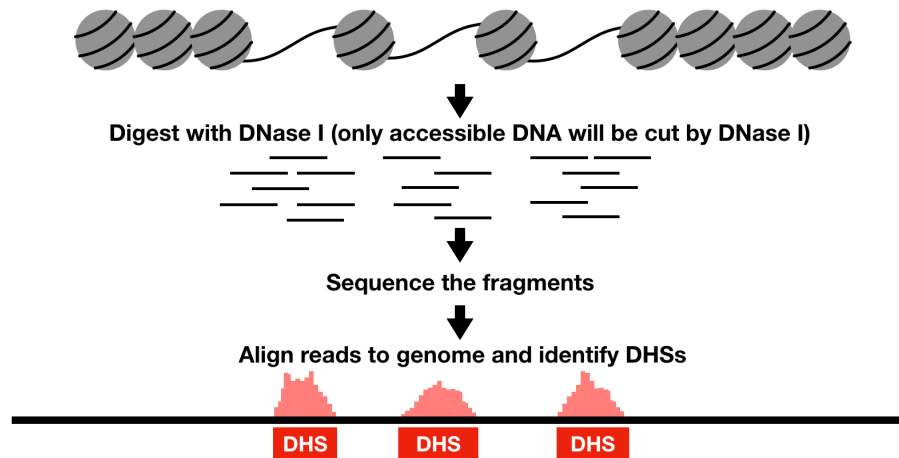 Digest with DNase I (only accessible DNA will be cut by DNase I)
Sequence the fragments
Align reads to genome and identify DHSs
DHS DHS DHS